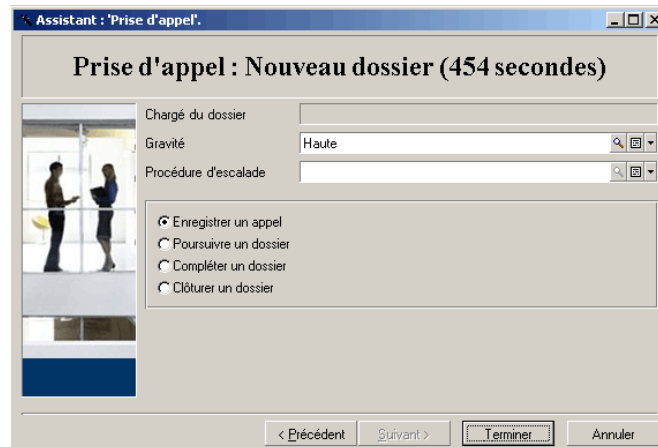 Assistant : 'Prise d'appel'.
Prise d'appel : Nouveau dossier (454 secondes)
Chargé du dossier
Gravité Haute
Procédure d'escalade
Enregistrer un appel
Poursuivre un dossier
Compléter un dossier
Clôturer un dossier
< Précédent Suivant > Terminer Annuler